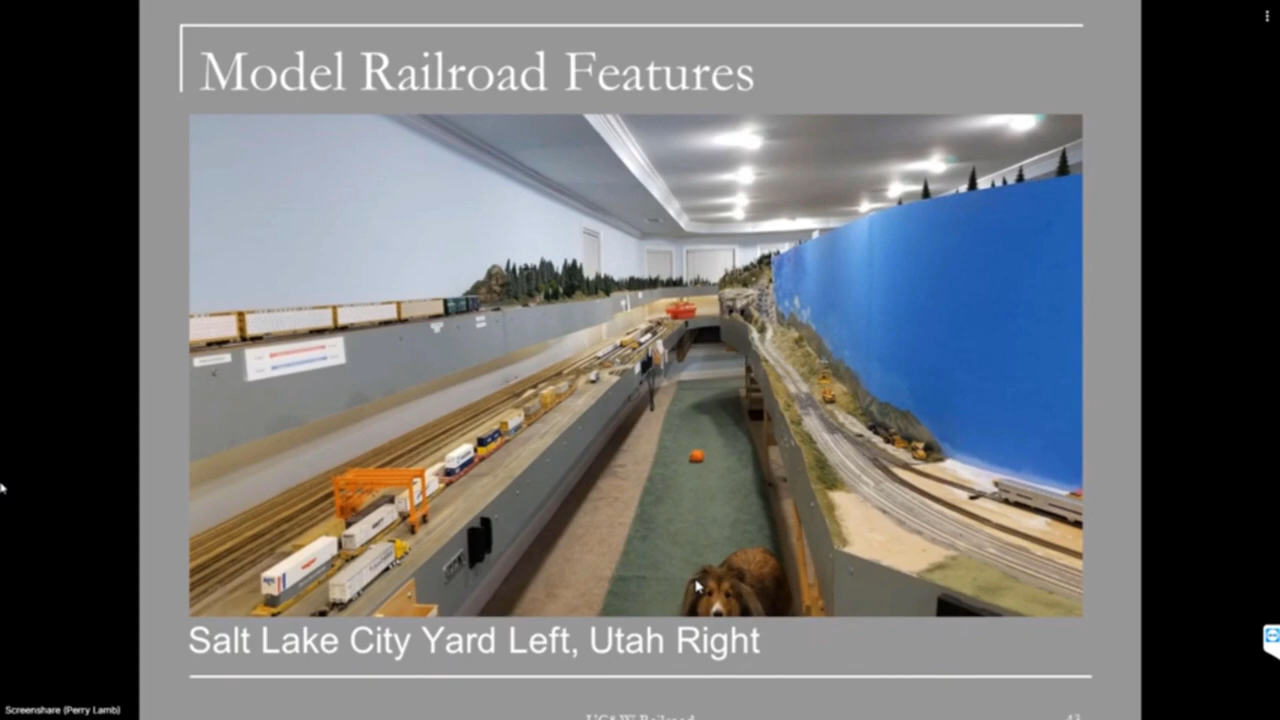 Model Railroad Features
Salt Lake City Yard Left, Utah Right
Screenshare (Perry Lamb)